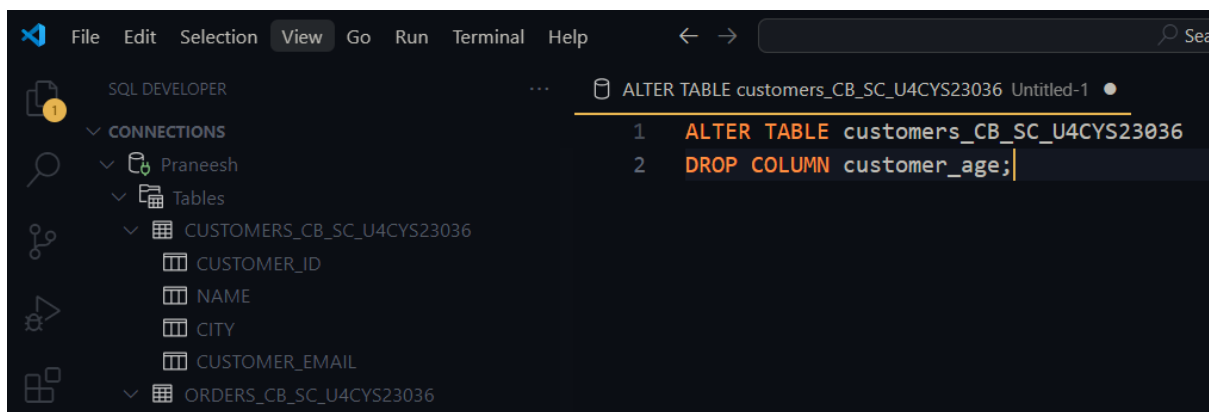 File Edit Selection View Go Run Terminal Help
SQL DEVELOPER
ALTER TABLE customers_CB_SC_U4CYS23036 Untitled-1
1
CONNECTIONS
Praneesh
Tables
CUSTOMERS_CB_SC_U4CYS23036
CUSTOMER_ID
NAME
CITY
CUSTOMER_EMAIL
ORDERS_CB_SC_U4CYS23036
1 ALTER TABLE customers_CB_SC_U4CYS23036
2 DROP COLUMN customer_age;